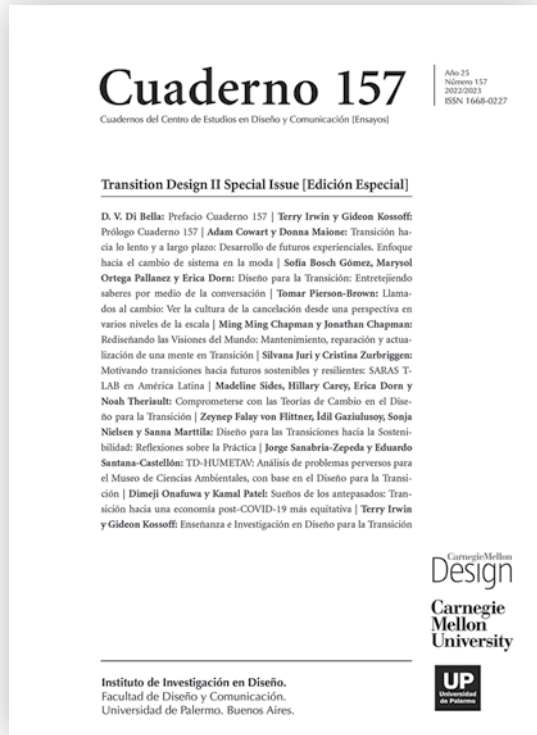 Cuaderno 157
Cuadernos del Centro de Estudios en Diseño y Comunicación [Ensayos]
Año 25
Número 157
2022/2023
ISSN 1668-0227
Transition Design II Special Issue [Edición Especial]
D. V. Di Bella: Prefacio Cuaderno 157 | Terry Irwin y Gideon Kossoff:
Prólogo Cuaderno 157 | Adam Cowart y Donna Maione: Transición ha-
cia lo lento y a largo plazo: Desarrollo de futuros experienciales. Enfoque
hacia el cambio de sistema en la moda | Sofía Bosch Gómez, Marysol
Ortega Pallanez y Erica Dorn: Diseño para la Transición: Entretejiendo
saberes por medio de la conversación | Tomar Pierson-Brown: Llama-
dos al cambio: Ver la cultura de la cancelación desde una perspectiva en
varios niveles de la escala | Ming Ming Chapman y Jonathan Chapman:
Rediseñando las Visiones del Mundo: Mantenimiento, reparación y actua-
lización de una mente en Transición | Silvana Juri y Cristina Zurbriggen:
Motivando transiciones hacia futuros sostenibles y resilientes: SARAS T-
LAB en América Latina | Madeline Sides, Hillary Carey, Erica Dorn y
Noah Theriault: Comprometerse con las Teorías de Cambio en el Dise-
ño para la Transición | Zeynep Falay von Flittner, İdil Gaziulusoy, Sonja
Nielsen y Sanna Marttila: Diseño para las Transiciones hacia la Sosteni-
bilidad: Reflexiones sobre la Práctica | Jorge Sanabria-Zepeda y Eduardo
Santana-Castellón: TD-HUMETAV: Análisis de problemas perversos para
el Museo de Ciencias Ambientales, con base en el Diseño para la Transi-
ción | Dimeji Onafuwa y Kamal Patel: Sueños de los antepasados: Tran-
sición hacia una economía post-COVID-19 más equitativa | Terry Irwin
y Gideon Kossoff: Enseñanza e Investigación en Diseño para la Transición
CarnegieMellon
Design
Carnegie
Mellon
University
UP
Universidad
de Palermo
Instituto de Investigación en Diseño.
Facultad de Diseño y Comunicación.
Universidad de Palermo. Buenos Aires.